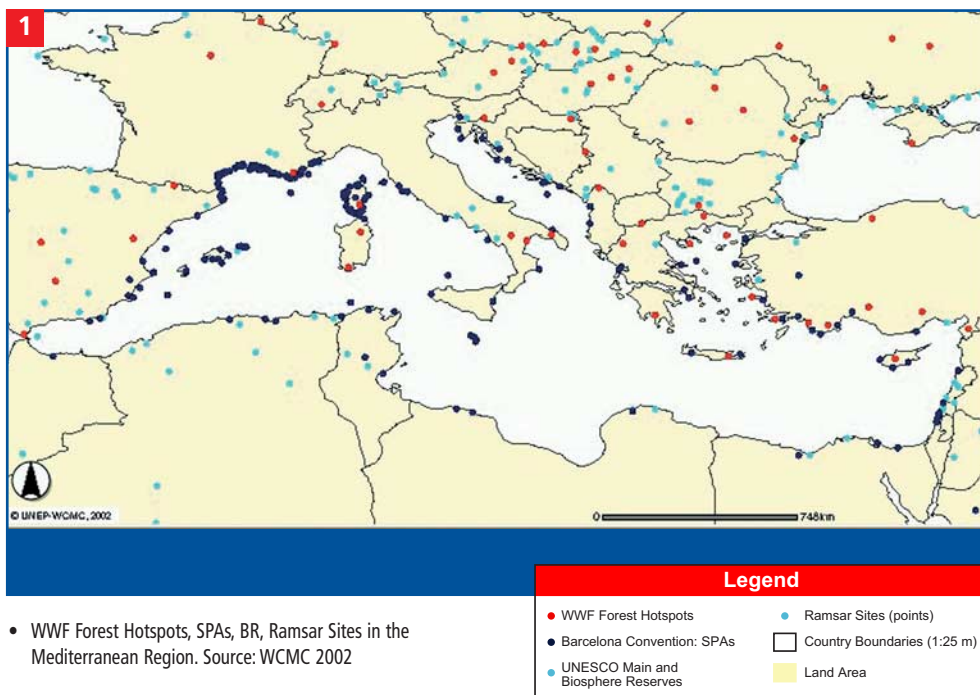 1
© UNEP-WCMC, 2002
0 748km
Legend
WWF Forest Hotspots
Barcelona Convention: SPAs
UNESCO Main and
Biosphere Reserves
Ramsar Sites (points)
Country Boundaries (1:25 m)
Land Area
• WWF Forest Hotspots, SPAs, BR, Ramsar Sites in the
Mediterranean Region. Source: WCMC 2002